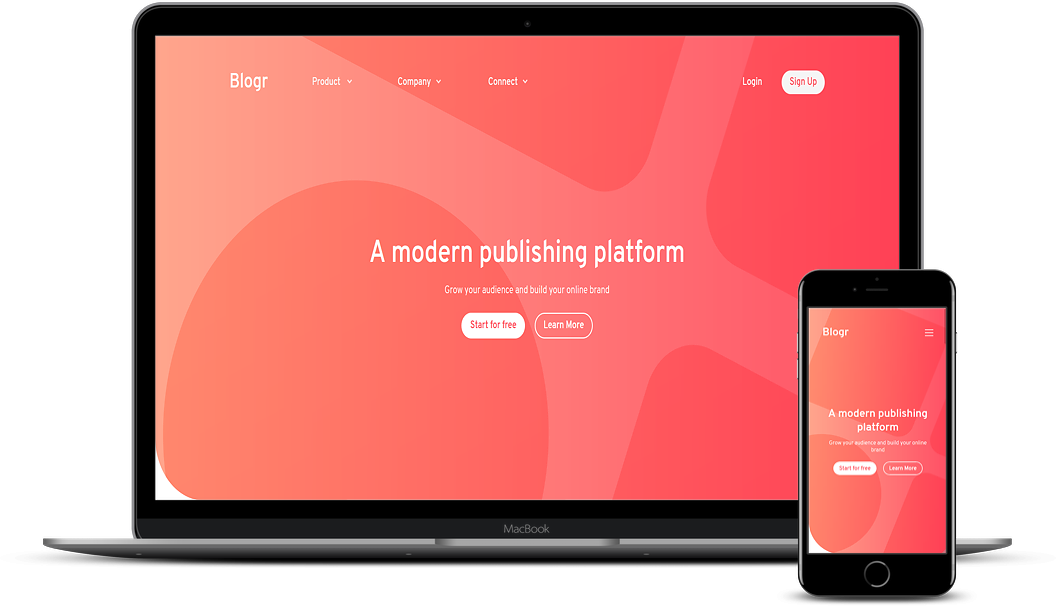 Blogr Product Company Connect Login Sign Up
A modern publishing platform
Grow your audience and build your online brand
Start for free Learn More
MacBook
Blogr
A modern publishing
platform
Grow your audience and build your online
brand
Start for free Learn More